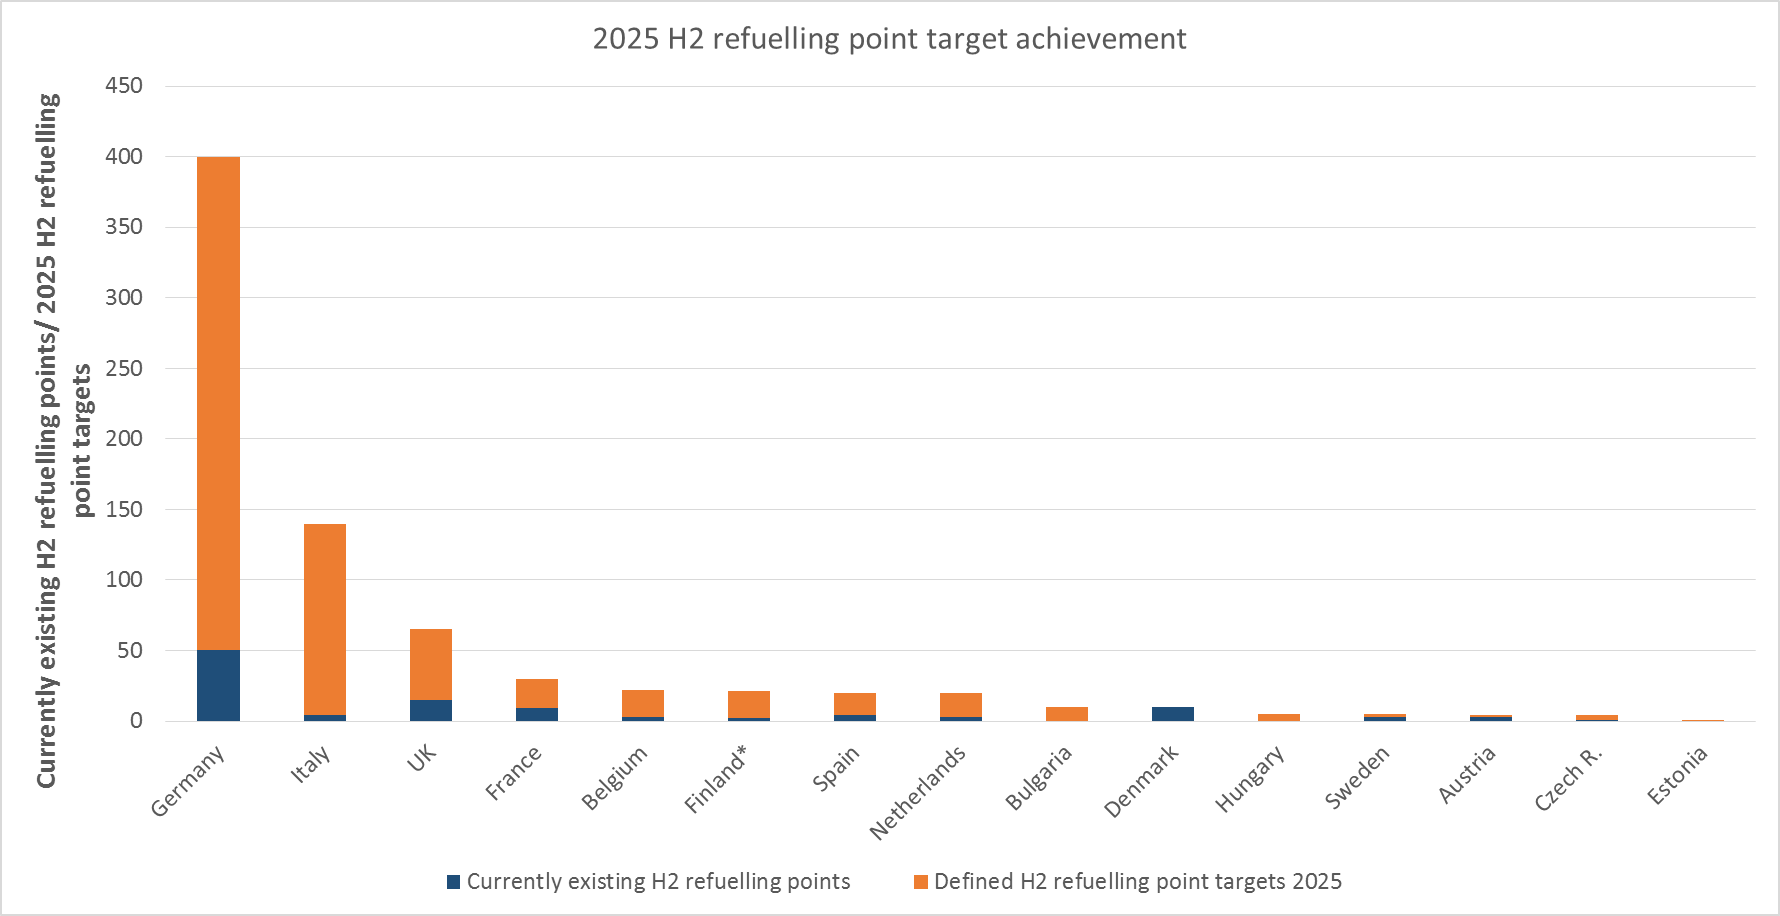 2025 H2 refuelling point target achievement
Currently existing H2 refuelling points/ 2025 H2 refuelling
point targets
450
400
350
300
250
200
150
100
50
0
Germany
Italy
UK
France
Belgium
Finland*
Spain
Netherlands
Bulgaria
Denmark
Hungary
Sweden
Austria
Czech R.
Estonia
Currently existing H2 refuelling points
Defined H2 refuelling point targets 2025